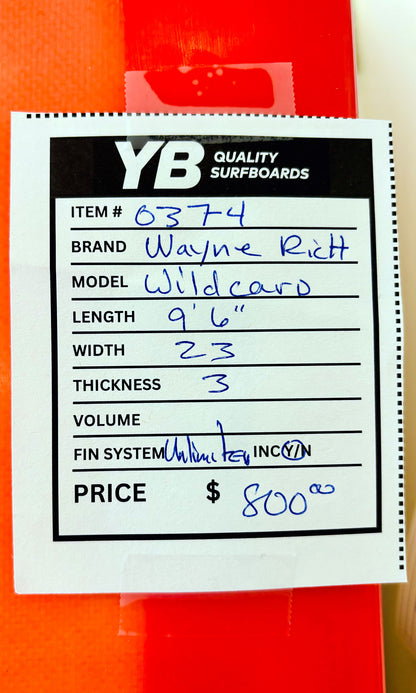 YB QUALITY
SURFBOARDS
ITEM # 0374
BRAND Wayne Rich
MODEL Wildcard
LENGTH 9' 6"
WIDTH 23
THICKNESS 3
VOLUME
FIN SYSTEM Unlimited INC Y/N
PRICE $ 800⁰⁰